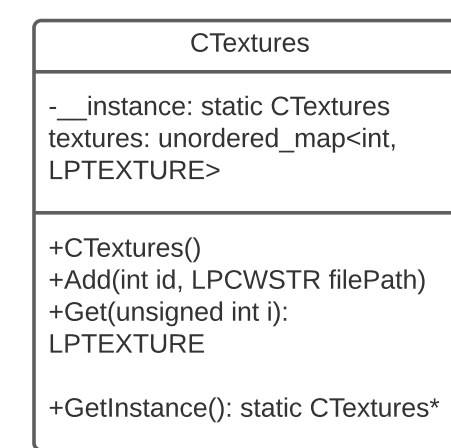 CTextures
-__instance: static CTextures
textures: unordered_map<int,
LPTEXTURE>
+CTextures()
+Add(int id, LPCWSTR filePath)
+Get(unsigned int i):
LPTEXTURE
+GetInstance(): static CTextures*